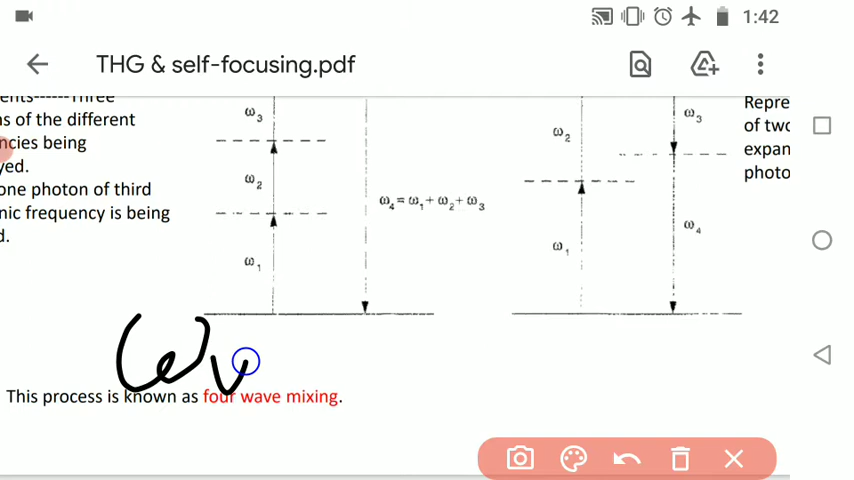 1:42
THG & self-focusing.pdf
ents------Three
ns of the different
ncies being
yed.
one photon of third
nic frequency is being
d.
ω₃
ω₂
ω₁
ω₄ = ω₁ + ω₂ + ω₃
ω₂
ω₁
ω₃
ω₄
Repre
of two
expan
photo
This process is known as four wave mixing.